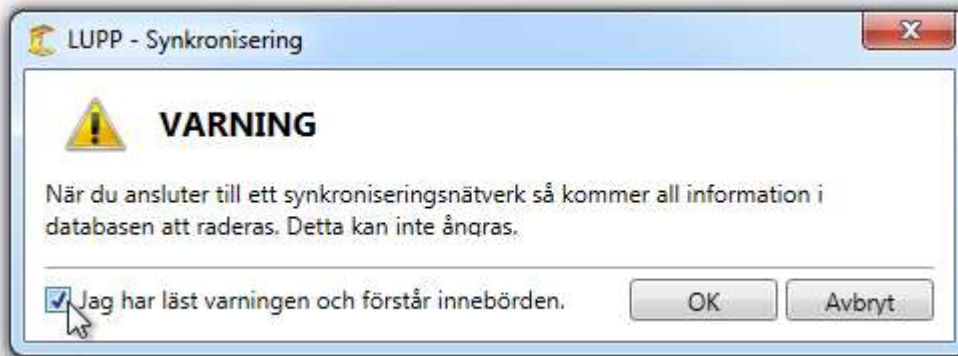 LUPP - Synkronisering
VARNING
När du ansluter till ett synkroniseringsnätverk så kommer all information i
databasen att raderas. Detta kan inte ångras.
Jag har läst varningen och förstår innebörden.
OK
Avbryt